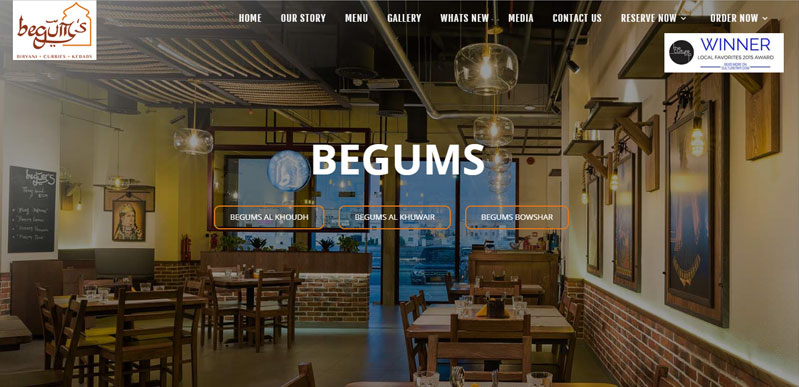 begum's
BIRYANI • CURRIES • KEBABS
HOME OUR STORY MENU GALLERY WHATS NEW MEDIA CONTACT US RESERVE NOW ORDER NOW
WINNER
LOCAL FAVORITES 2015 AWARD
BEGUMS
BEGUMS AL KHOUDH BEGUMS AL KHUWAIR BEGUMS BOWSHAR
begum's